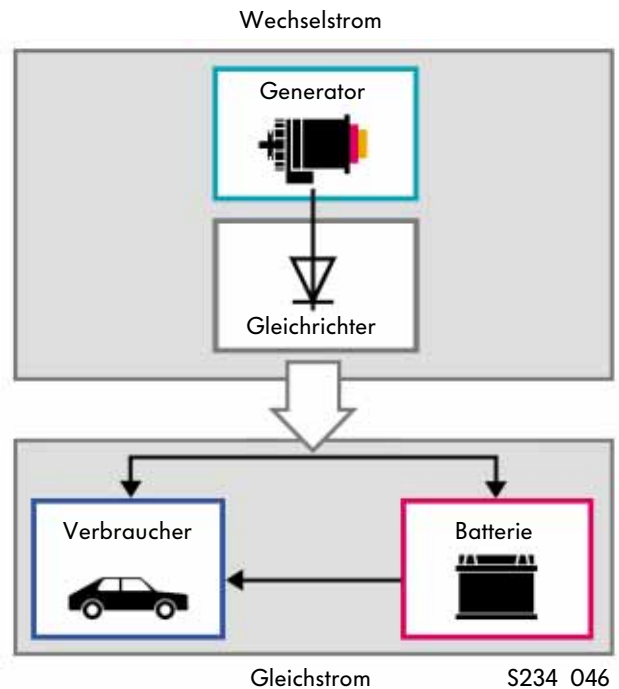 Wechselstrom
Generator
Gleichrichter
Verbraucher
Batterie
Gleichstrom
S234_046